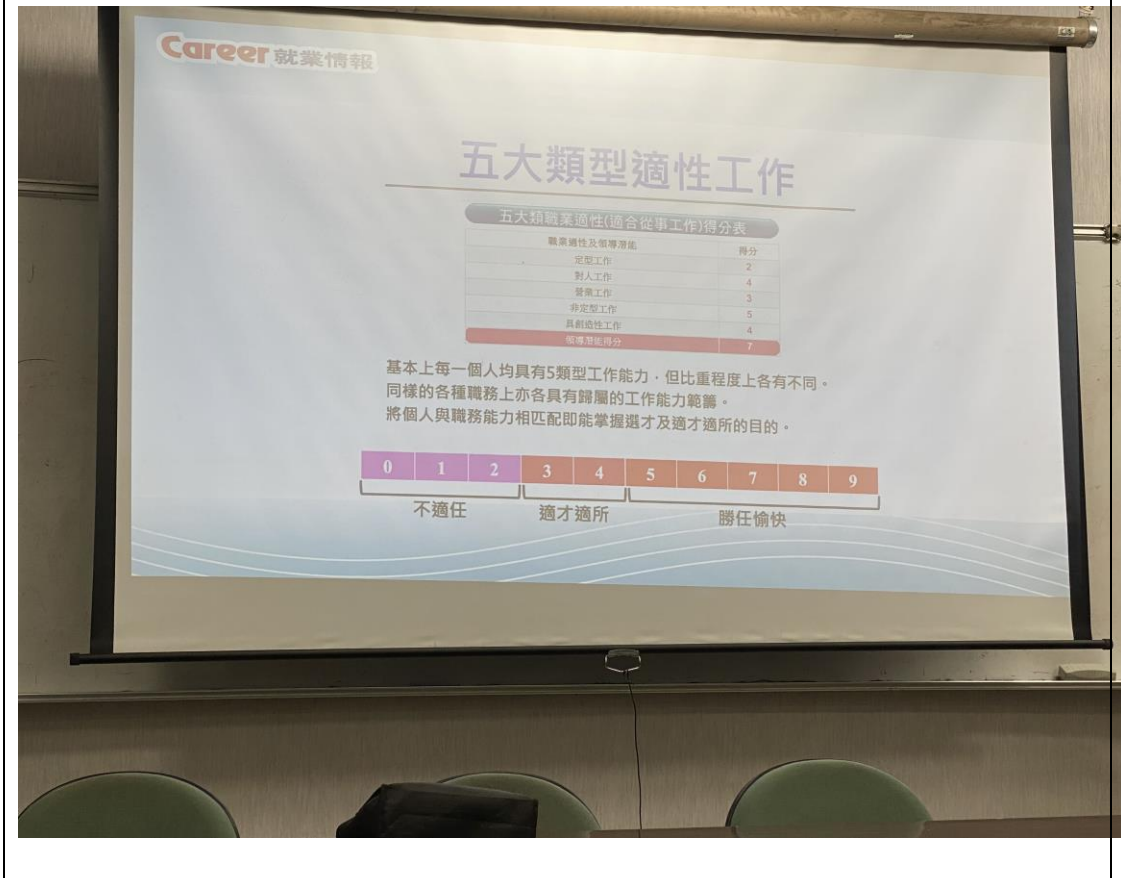 Career 就業情報
五大類型適性工作
五大類職業適性(適合從事工作)得分表
職業適性及領導潛能 得分
定型工作 2
對人工作 4
營業工作 3
非定型工作 5
具創造性工作 4
領導潛能得分 7
基本上每一個人均具有5類型工作能力，但比重程度上各有不同。
同樣的各種職務上亦各具有歸屬的工作能力範籌。
將個人與職務能力相匹配即能掌握選才及適才適所的目的。
0 1 2 3 4 5 6 7 8 9
不適任 適才適所 勝任愉快